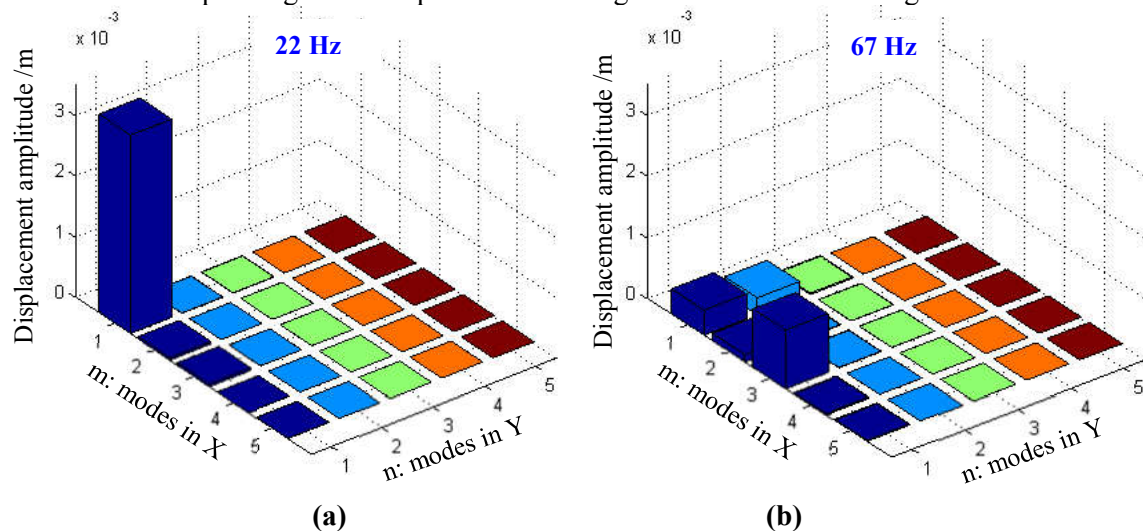 x 10⁻³
22 Hz
Displacement amplitude /m
3
2
1
0
1
2
3
4
5
m: modes in X
1
2
3
4
5
n: modes in Y
(a)
x 10⁻³
67 Hz
Displacement amplitude /m
3
2
1
0
1
2
3
4
5
m: modes in X
1
2
3
4
5
n: modes in Y
(b)